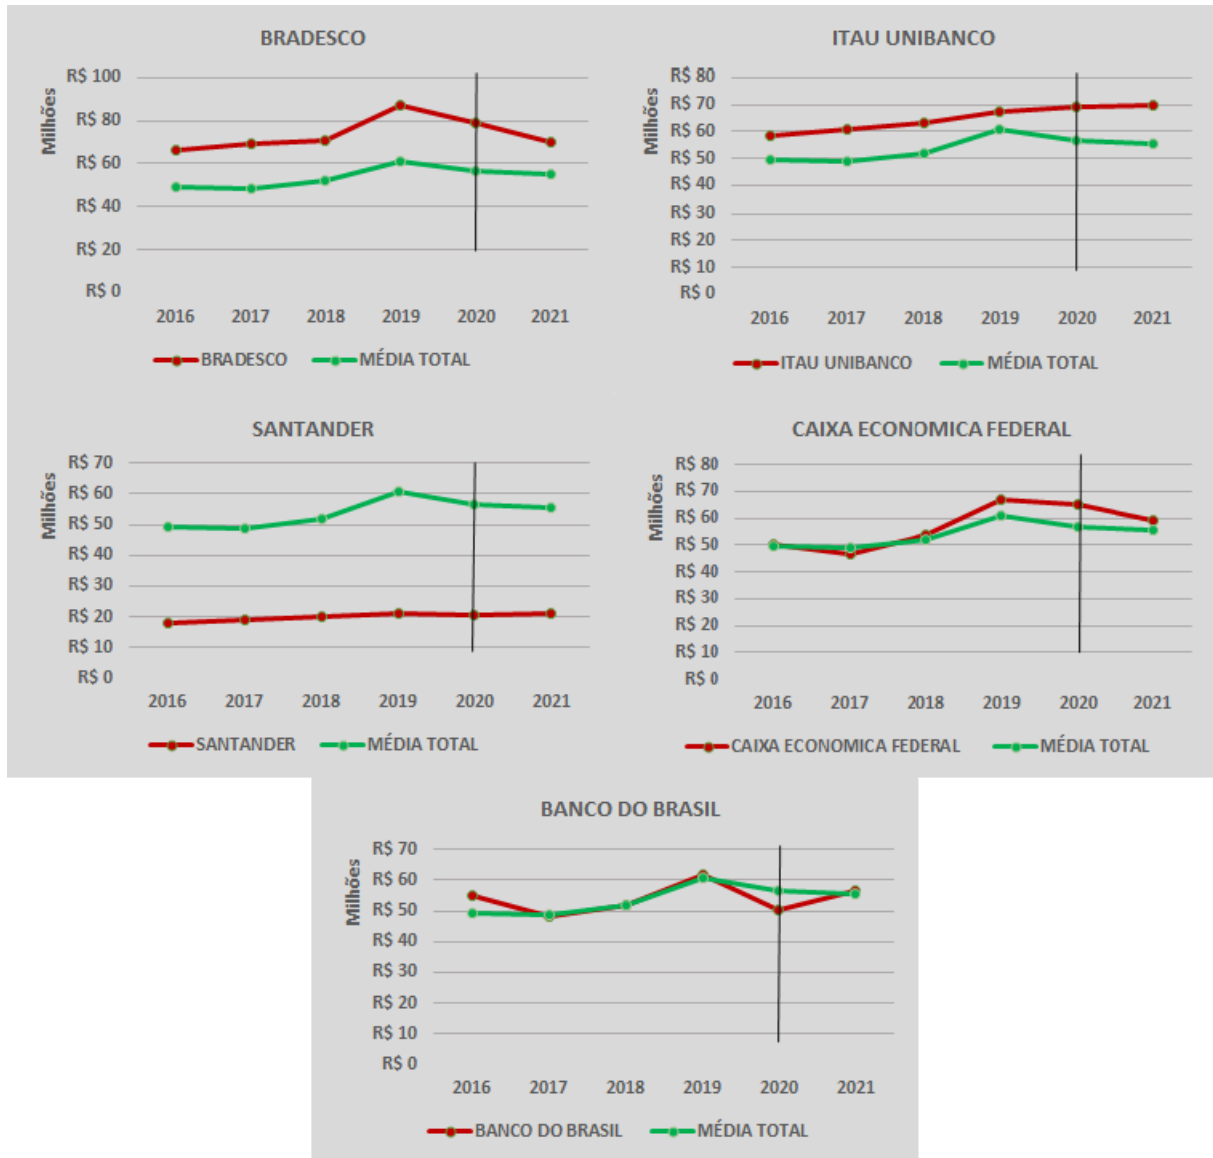 BRADESCO
Milhões
R$ 100
R$ 80
R$ 60
R$ 40
R$ 20
R$ 0
2016 2017 2018 2019 2020 2021
BRADESCO MÉDIA TOTAL
ITAU UNIBANCO
Milhões
R$ 80
R$ 70
R$ 60
R$ 50
R$ 40
R$ 30
R$ 20
R$ 10
R$ 0
2016 2017 2018 2019 2020 2021
ITAU UNIBANCO MÉDIA TOTAL
SANTANDER
Milhões
R$ 70
R$ 60
R$ 50
R$ 40
R$ 30
R$ 20
R$ 10
R$ 0
2016 2017 2018 2019 2020 2021
SANTANDER MÉDIA TOTAL
CAIXA ECONOMICA FEDERAL
Milhões
R$ 80
R$ 70
R$ 60
R$ 50
R$ 40
R$ 30
R$ 20
R$ 10
R$ 0
2016 2017 2018 2019 2020 2021
CAIXA ECONOMICA FEDERAL MÉDIA TOTAL
BANCO DO BRASIL
Milhões
R$ 70
R$ 60
R$ 50
R$ 40
R$ 30
R$ 20
R$ 10
R$ 0
2016 2017 2018 2019 2020 2021
BANCO DO BRASIL MÉDIA TOTAL